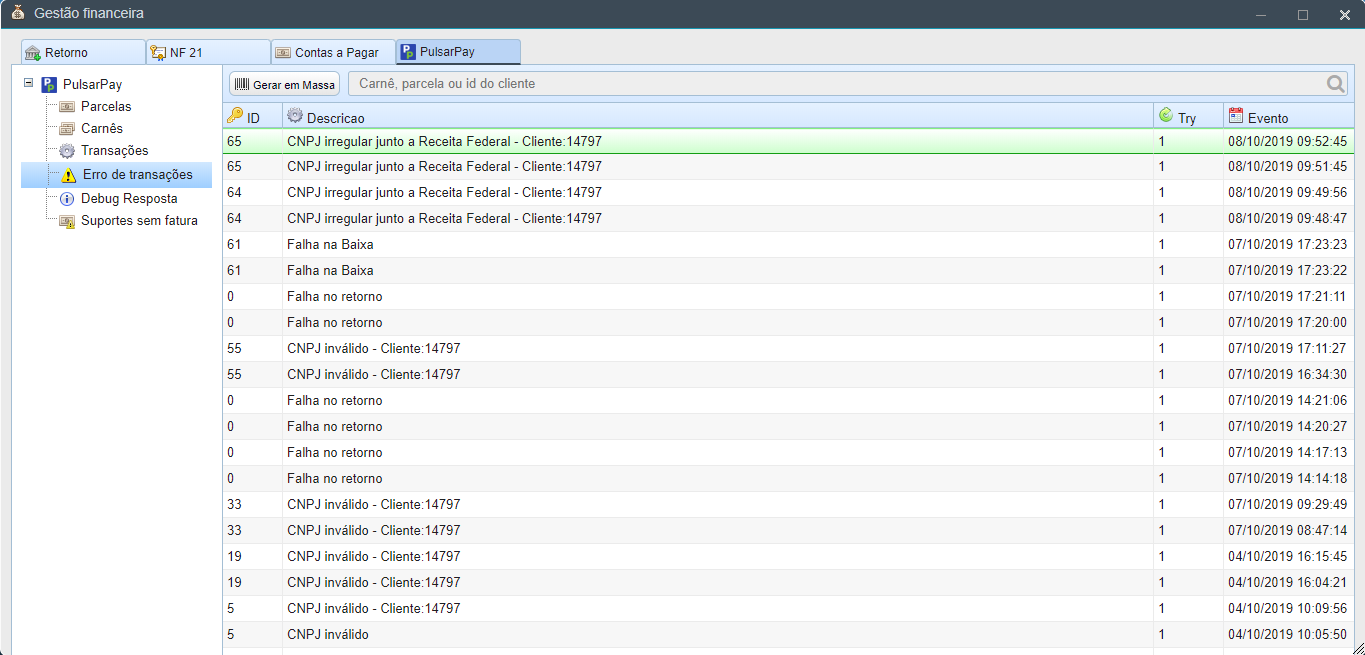 Gestão financeira
Retorno NF 21 Contas a Pagar PulsarPay
PulsarPay
Parcelas
Carnês
Transações
Erro de transações
Debug Resposta
Suportes sem fatura
Gerar em Massa Carnê, parcela ou id do cliente
ID Descricao Try Evento
65 CNPJ irregular junto a Receita Federal - Cliente:14797 1 08/10/2019 09:52:45
65 CNPJ irregular junto a Receita Federal - Cliente:14797 1 08/10/2019 09:51:45
64 CNPJ irregular junto a Receita Federal - Cliente:14797 1 08/10/2019 09:49:56
64 CNPJ irregular junto a Receita Federal - Cliente:14797 1 08/10/2019 09:48:47
61 Falha na Baixa 1 07/10/2019 17:23:23
61 Falha na Baixa 1 07/10/2019 17:23:22
0 Falha no retorno 1 07/10/2019 17:21:11
0 Falha no retorno 1 07/10/2019 17:20:00
55 CNPJ inválido - Cliente:14797 1 07/10/2019 17:11:27
55 CNPJ inválido - Cliente:14797 1 07/10/2019 16:34:30
0 Falha no retorno 1 07/10/2019 14:21:06
0 Falha no retorno 1 07/10/2019 14:20:27
0 Falha no retorno 1 07/10/2019 14:17:13
0 Falha no retorno 1 07/10/2019 14:14:18
33 CNPJ inválido - Cliente:14797 1 07/10/2019 09:29:49
33 CNPJ inválido - Cliente:14797 1 07/10/2019 08:47:14
19 CNPJ inválido - Cliente:14797 1 04/10/2019 16:15:45
19 CNPJ inválido - Cliente:14797 1 04/10/2019 16:04:21
5 CNPJ inválido - Cliente:14797 1 04/10/2019 10:09:56
5 CNPJ inválido 1 04/10/2019 10:05:50